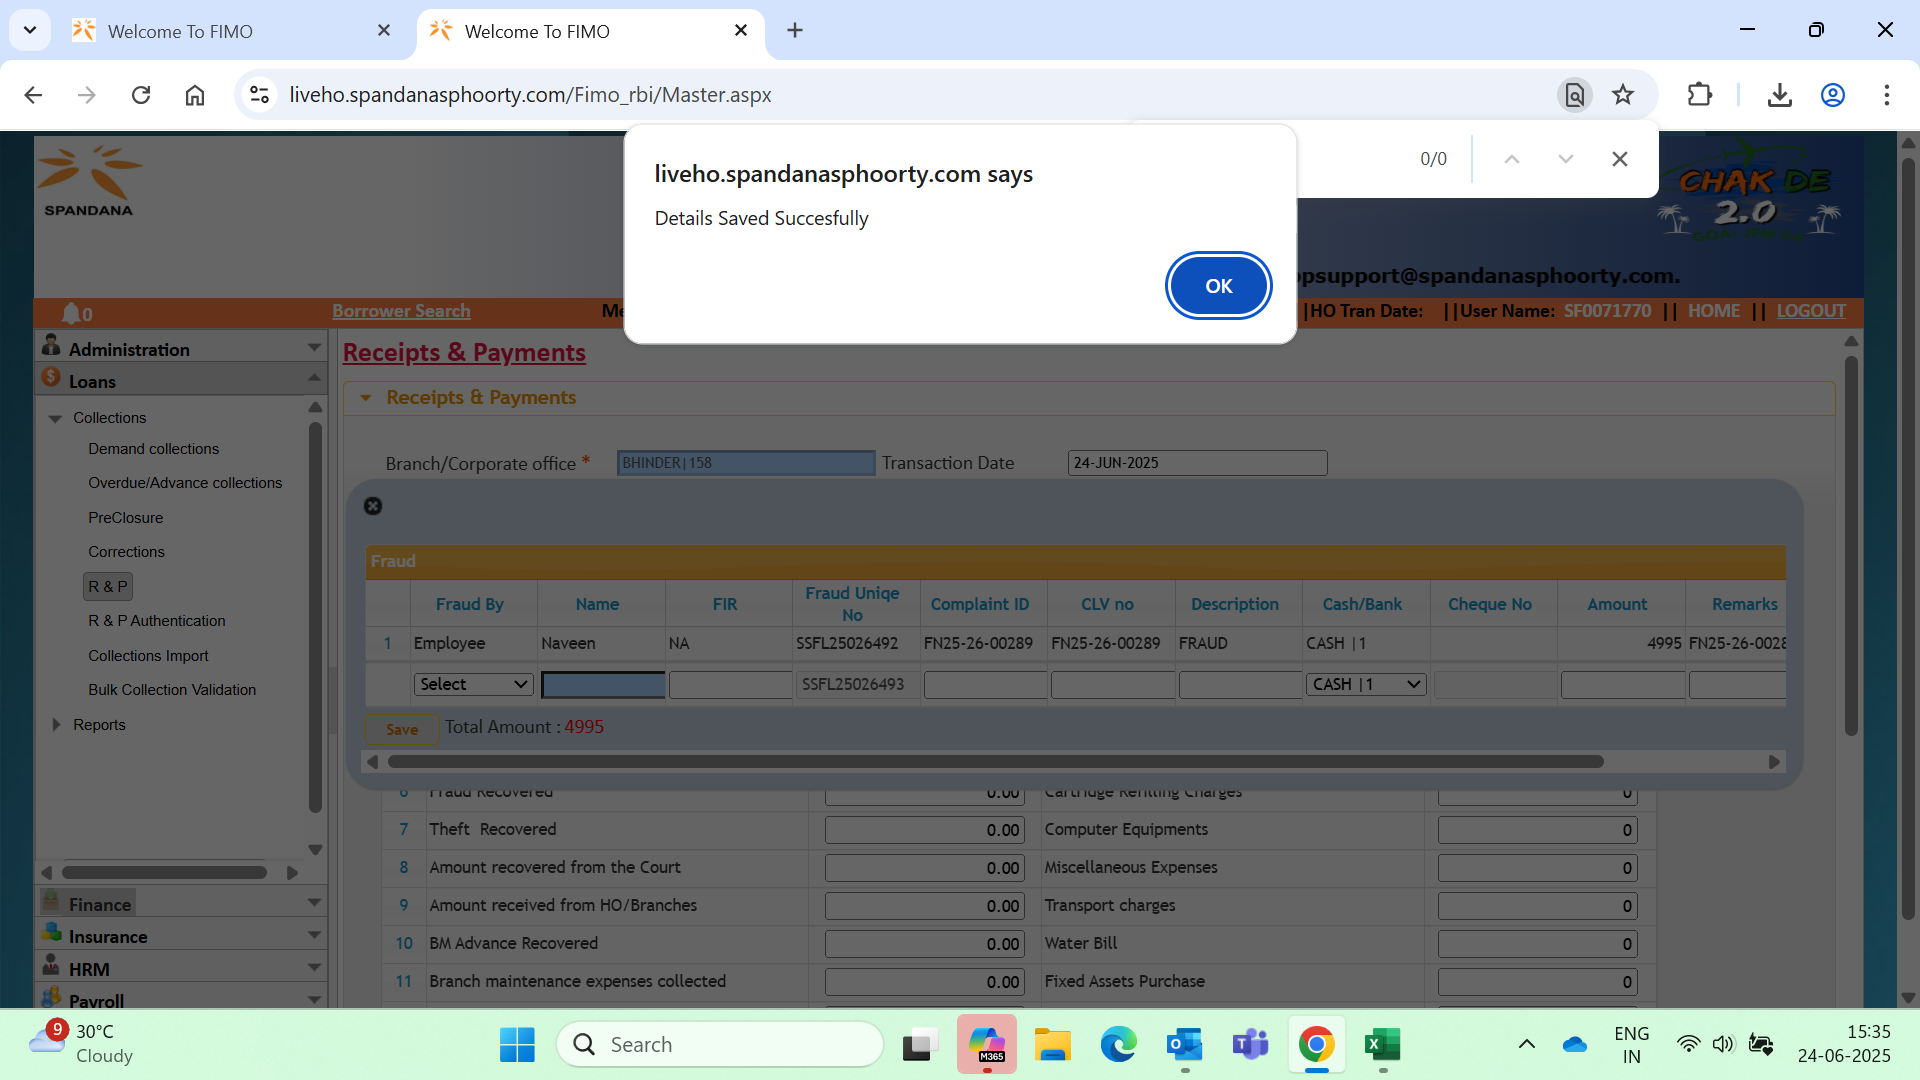 Welcome To FIMO
Welcome To FIMO
liveho.spandanasphoorty.com/Fimo_rbi/Master.aspx
0/0
liveho.spandanasphoorty.com says
Details Saved Succesfully
OK
SPANDANA
CHAK DE
2.0
opsupport@spandanasphoorty.com.
0
Borrower Search
||HO Tran Date: ||User Name: SF0071770 || HOME || LOGOUT
Administration
Loans
Collections
Demand collections
Overdue/Advance collections
PreClosure
Corrections
R & P
R & P Authentication
Collections Import
Bulk Collection Validation
Reports
Finance
Insurance
HRM
Payroll
Receipts & Payments
Receipts & Payments
Branch/Corporate office * BHINDER|158 Transaction Date 24-JUN-2025
Fraud
Fraud By Name FIR Fraud Uniqe No Complaint ID CLV no Description Cash/Bank Cheque No Amount Remarks
1 Employee Naveen NA SSFL25026492 FN25-26-00289 FN25-26-00289 FRAUD CASH |1 4995 FN25-26-0028
Select SSFL25026493 CASH |1
Save Total Amount : 4995
6 Fraud Recovered 0.00 Cartridge Refilling Charges 0
7 Theft Recovered 0.00 Computer Equipments 0
8 Amount recovered from the Court 0.00 Miscellaneous Expenses 0
9 Amount received from HO/Branches 0.00 Transport charges 0
10 BM Advance Recovered 0.00 Water Bill 0
11 Branch maintenance expenses collected 0.00 Fixed Assets Purchase 0
9
30°C
Cloudy
Search
M365
ENG
IN
15:35
24-06-2025